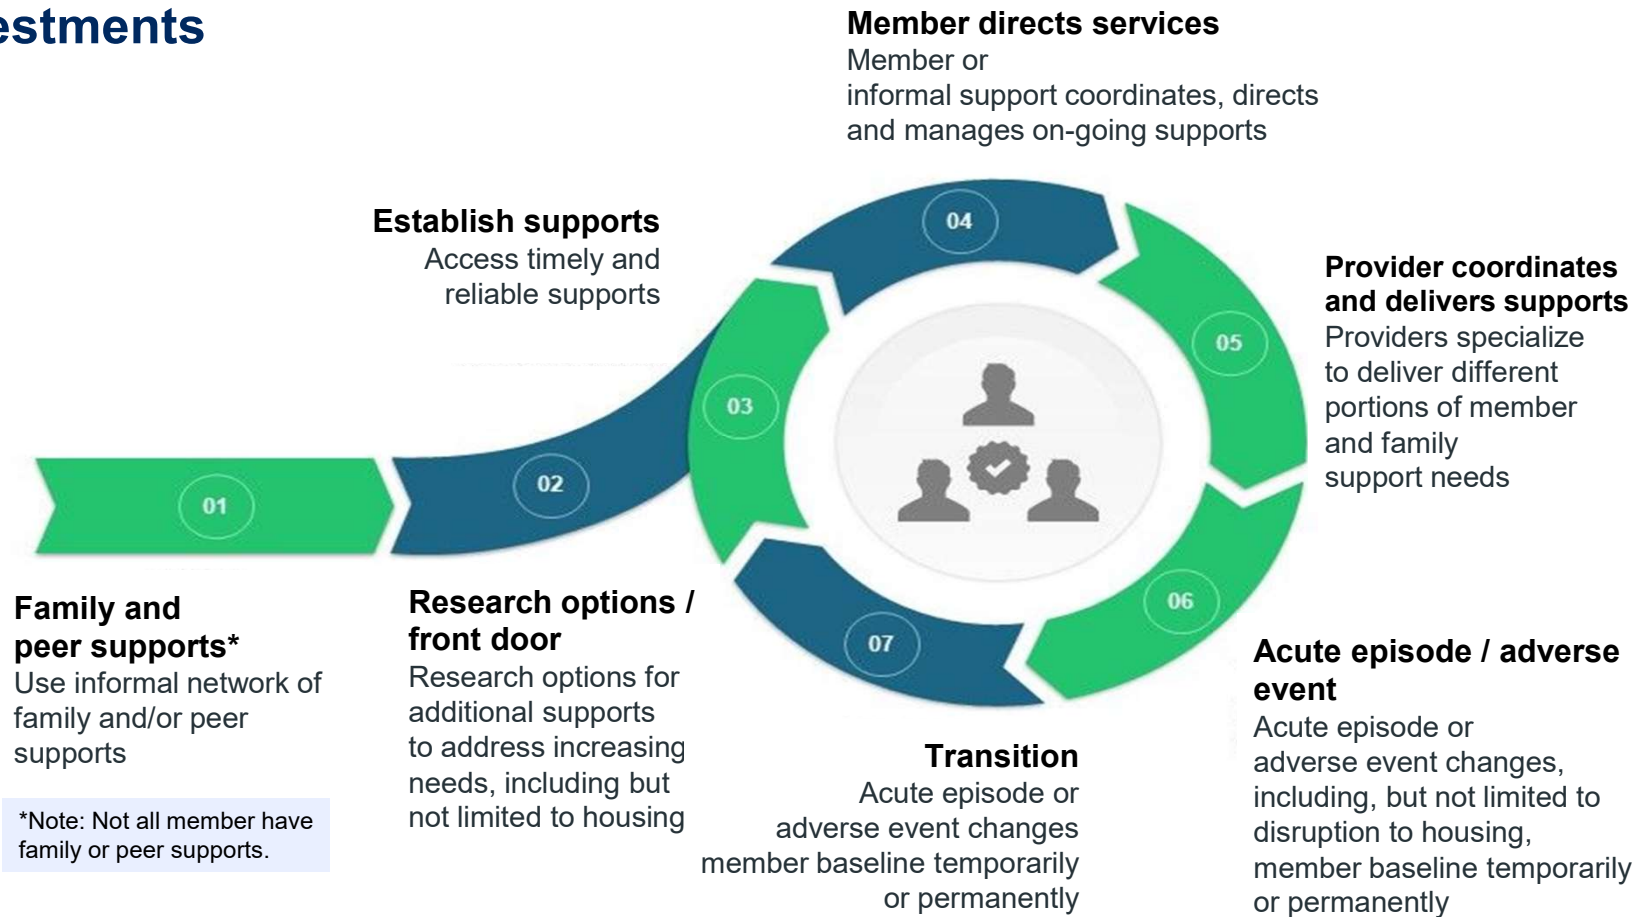 estments
Member directs services
Member or
informal support coordinates, directs
and manages on-going supports
Establish supports
Access timely and
reliable supports
04
Provider coordinates
and delivers supports
Providers specialize
to deliver different
portions of member
and family
support needs
05
03
02
01
06
07
Family and
peer supports*
Use informal network of
family and/or peer
supports
*Note: Not all member have
family or peer supports.
Research options /
front door
Research options for
additional supports
to address increasing
needs, including but
not limited to housing
Transition
Acute episode or
adverse event changes
member baseline temporarily
or permanently
Acute episode / adverse
event
Acute episode or
adverse event changes,
including, but not limited to
disruption to housing,
member baseline temporarily
or permanently